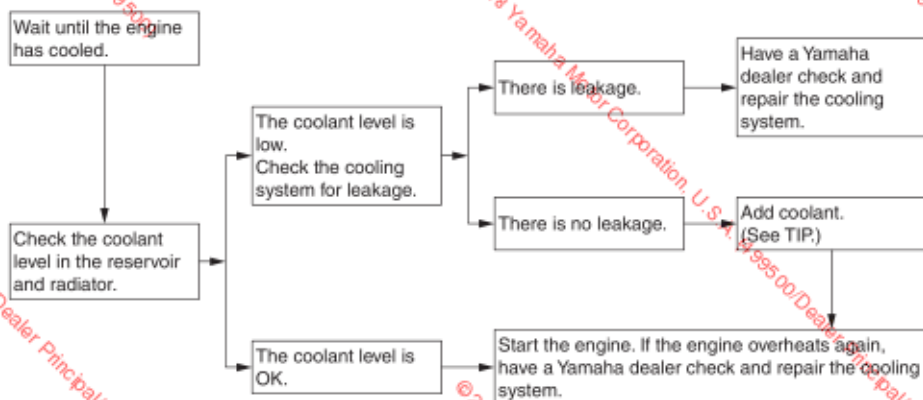 Wait until the engine
has cooled.
Check the coolant
level in the reservoir
and radiator.
The coolant level is
low.
Check the cooling
system for leakage.
There is leakage.
Have a Yamaha
dealer check and
repair the cooling
system.
There is no leakage.
Add coolant.
(See TIP.)
The coolant level is
OK.
Start the engine. If the engine overheats again,
have a Yamaha dealer check and repair the cooling
system.
Yamaha Motor Corporation, U.S.A.
Dealer Principal